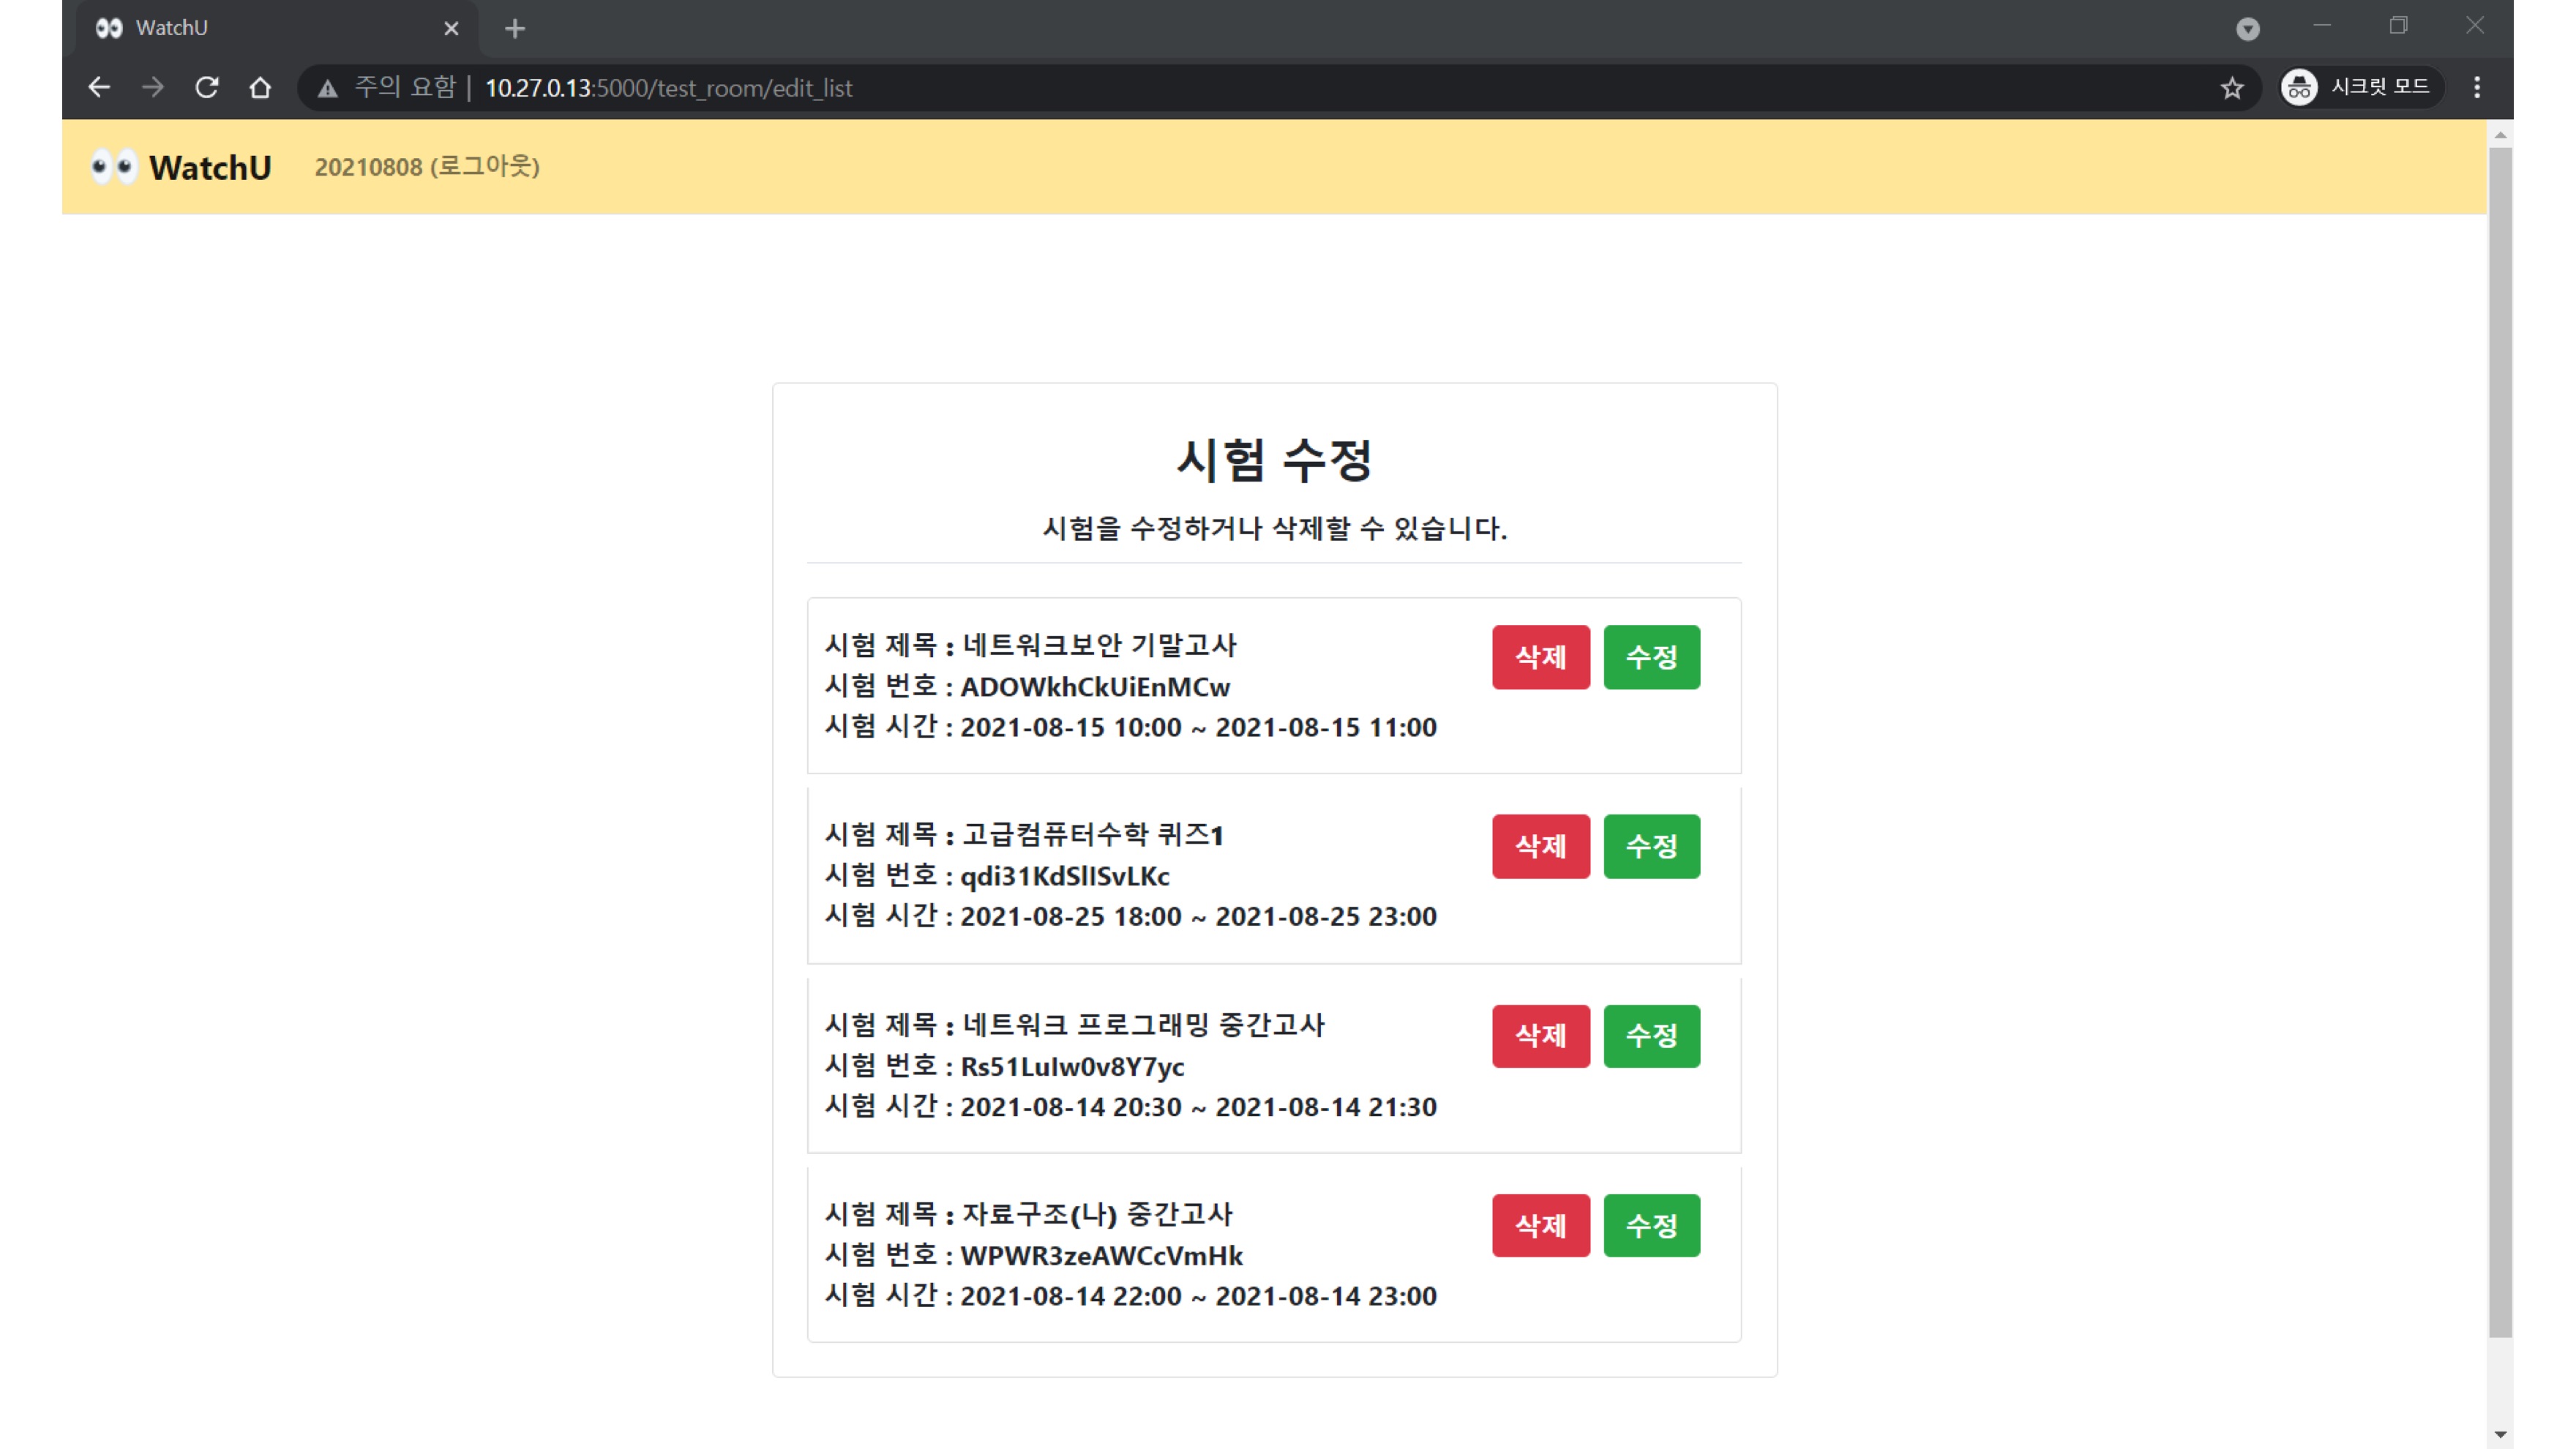 WatchU
주의 요함 | 10.27.0.13:5000/test_room/edit_list
시크릿 모드
WatchU 20210808 (로그아웃)
시험 수정
시험을 수정하거나 삭제할 수 있습니다.
시험 제목 : 네트워크보안 기말고사
삭제 수정
시험 번호 : ADOWkhCkUiEnMCw
시험 시간 : 2021-08-15 10:00 ~ 2021-08-15 11:00
시험 제목 : 고급컴퓨터수학 퀴즈1
삭제 수정
시험 번호 : qdi31KdSlISvLKc
시험 시간 : 2021-08-25 18:00 ~ 2021-08-25 23:00
시험 제목 : 네트워크 프로그래밍 중간고사
삭제 수정
시험 번호 : Rs51LuIw0v8Y7yc
시험 시간 : 2021-08-14 20:30 ~ 2021-08-14 21:30
시험 제목 : 자료구조(나) 중간고사
삭제 수정
시험 번호 : WPWR3zeAWCcVmHk
시험 시간 : 2021-08-14 22:00 ~ 2021-08-14 23:00